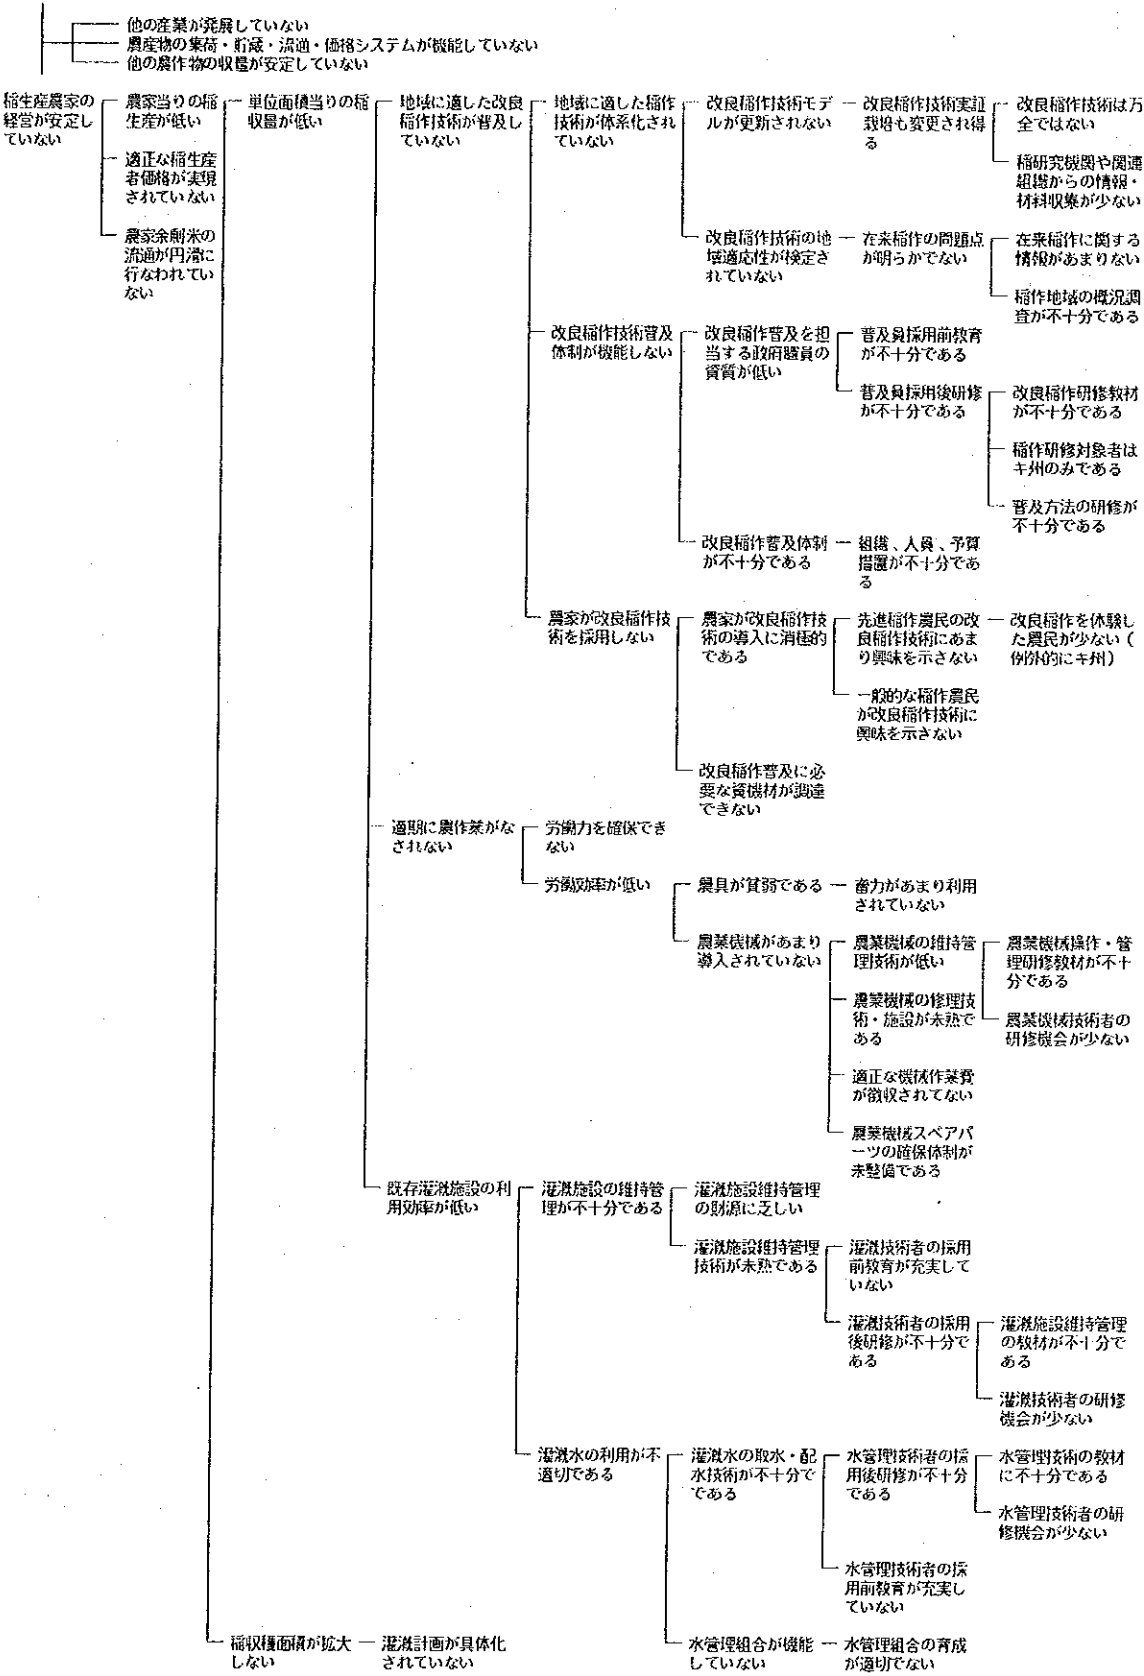 他の産業が発展していない
農産物の集荷・貯蔵・流通・価格システムが機能していない
他の農作物の収量が安定していない
稲生産農家の
経営が安定し
ていない
農家当りの稲
生産が低い
適正な稲生産
者価格が実現
されていない
農家余剰米の
流通が円滑に
行なわれてい
ない
単位面積当りの稲
収量が低い
地域に適した改良
稲作技術が普及し
ていない
地域に適した稲作
技術が体系化され
ていない
改良稲作技術モデ
ルが更新されない
改良稲作技術実証
栽培も変更され得
る
改良稲作技術は万
全ではない
稲研究機関や関連
組織からの情報・
材料収集が少ない
改良稲作技術の地
域適応性が検定さ
れていない
在来稲作の問題点
が明らかでない
在来稲作に関する
情報があまりない
稲作地域の概況調
査が不十分である
改良稲作技術普及
体制が機能しない
改良稲作普及を担
当する政府職員の
資質が低い
普及員採用前教育
が不十分である
普及員採用後研修
が不十分である
改良稲作研修教材
が不十分である
稲作研修対象者は
キ州のみである
普及方法の研修が
不十分である
改良稲作普及体制
が不十分である
組織、人員、予算
措置が不十分であ
る
農家が改良稲作技
術を採用しない
農家が改良稲作技
術の導入に消極的
である
先進稲作農民の改
良稲作技術にあま
り興味を示さない
改良稲作を体験し
た農民が少ない（
例外的にキ州）
一般的な稲作農民
が改良稲作技術に
興味を示さない
改良稲作普及に必
要な資機材が調達
できない
適期に農作業がな
されない
労働力を確保でき
ない
労働効率が低い
農具が貧弱である
畜力があまり利用
されていない
農業機械があまり
導入されていない
農業機械の維持管
理技術が低い
農業機械操作・管
理研修教材が不十
分である
農業機械技術者の
研修機会が少ない
農業機械の修理技
術・施設が未熟で
ある
適正な機械作業費
が徴収されてない
農業機械スペアパ
ーツの確保体制が
未整備である
既存灌漑施設の利
用効率が低い
灌漑施設の維持管
理が不十分である
灌漑施設維持管理
の財源に乏しい
灌漑施設維持管理
技術が未熟である
灌漑技術者の採用
前教育が充実して
いない
灌漑技術者の採用
後研修が不十分で
ある
灌漑施設維持管理
の教材が不十分で
ある
灌漑技術者の研修
機会が少ない
灌漑水の利用が不
適切である
灌漑水の取水・配
水技術が不十分で
である
水管理技術者の採
用後研修が不十分
である
水管理技術の教材
に不十分である
水管理技術者の研
修機会が少ない
水管理技術者の採
用前教育が充実し
ていない
水管理組合が機能
していない
水管理組合の育成
が適切でない
稲収穫面積が拡大
しない
灌漑計画が具体化
されていない